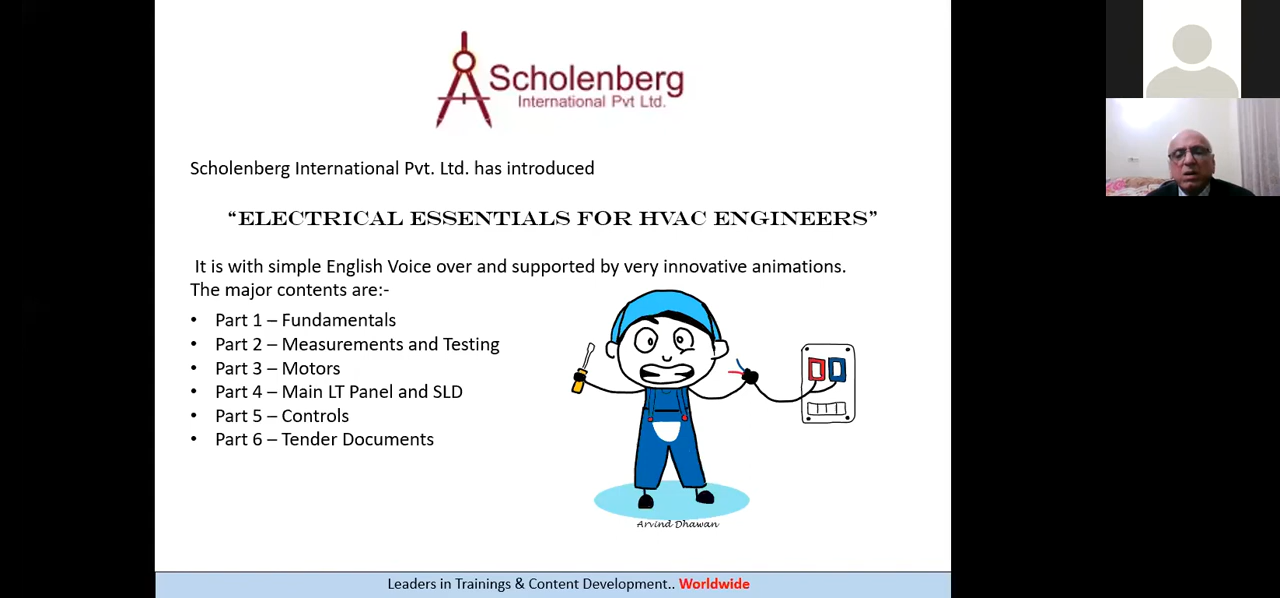 Scholenberg
International Pvt Ltd.
Scholenberg International Pvt. Ltd. has introduced
“ELECTRICAL ESSENTIALS FOR HVAC ENGINEERS”
It is with simple English Voice over and supported by very innovative animations.
The major contents are:-
• Part 1 – Fundamentals
• Part 2 – Measurements and Testing
• Part 3 – Motors
• Part 4 – Main LT Panel and SLD
• Part 5 – Controls
• Part 6 – Tender Documents
Arvind Dhawan
Leaders in Trainings & Content Development.. Worldwide